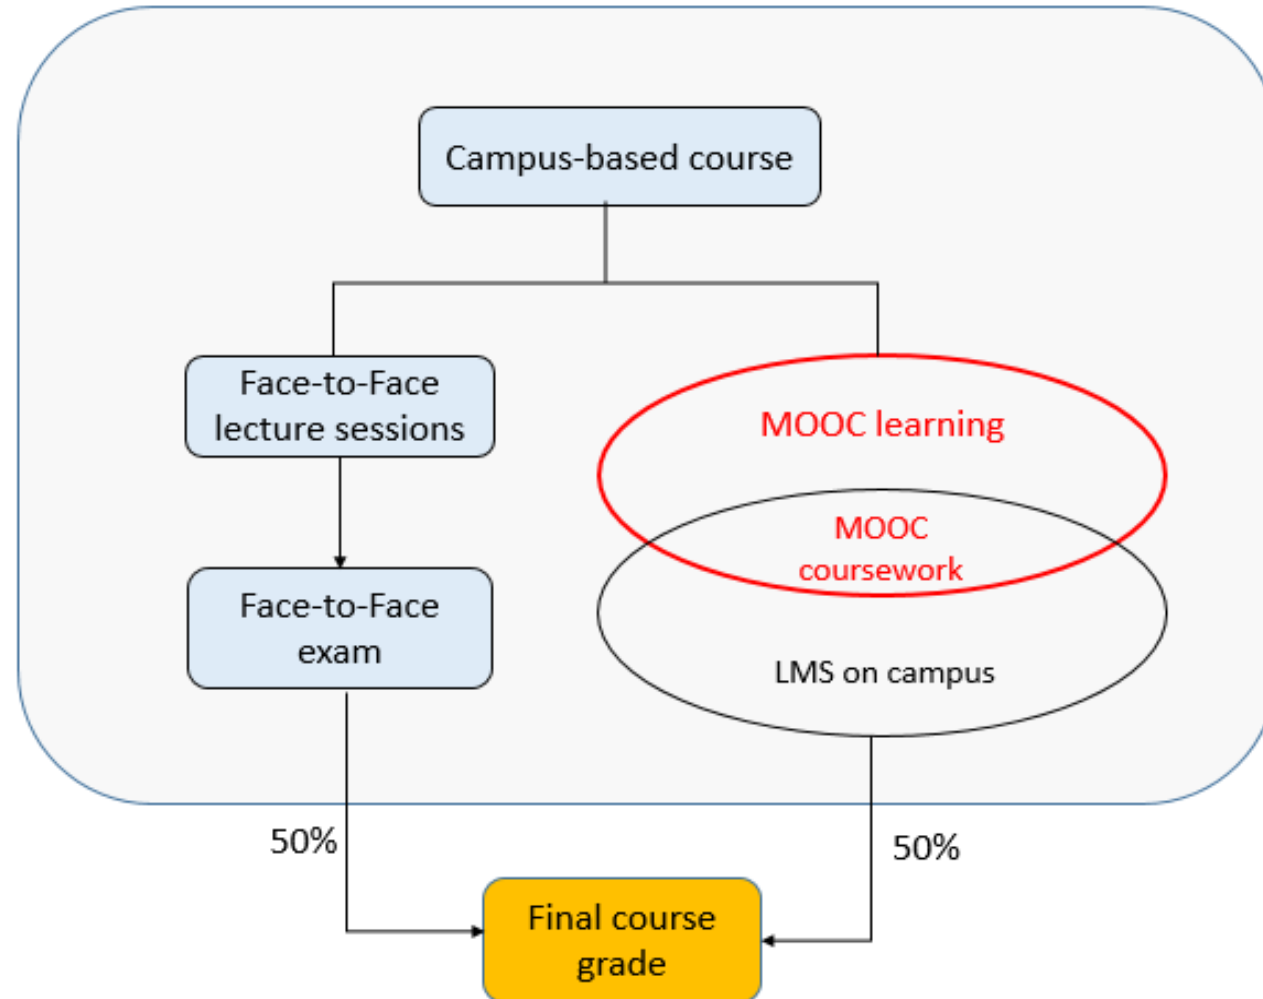 Campus-based course
Face-to-Face
lecture sessions
MOOC learning
MOOC
coursework
Face-to-Face
exam
LMS on campus
50%
50%
Final course
grade